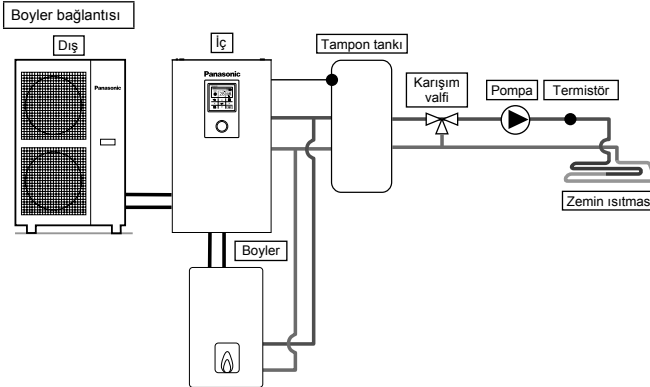 Boyler bağlantısı
Dış
İç
Tampon tankı
Panasonic
Panasonic
Karışım
valfi
Pompa
Termistör
Zemin ısıtması
Boyler